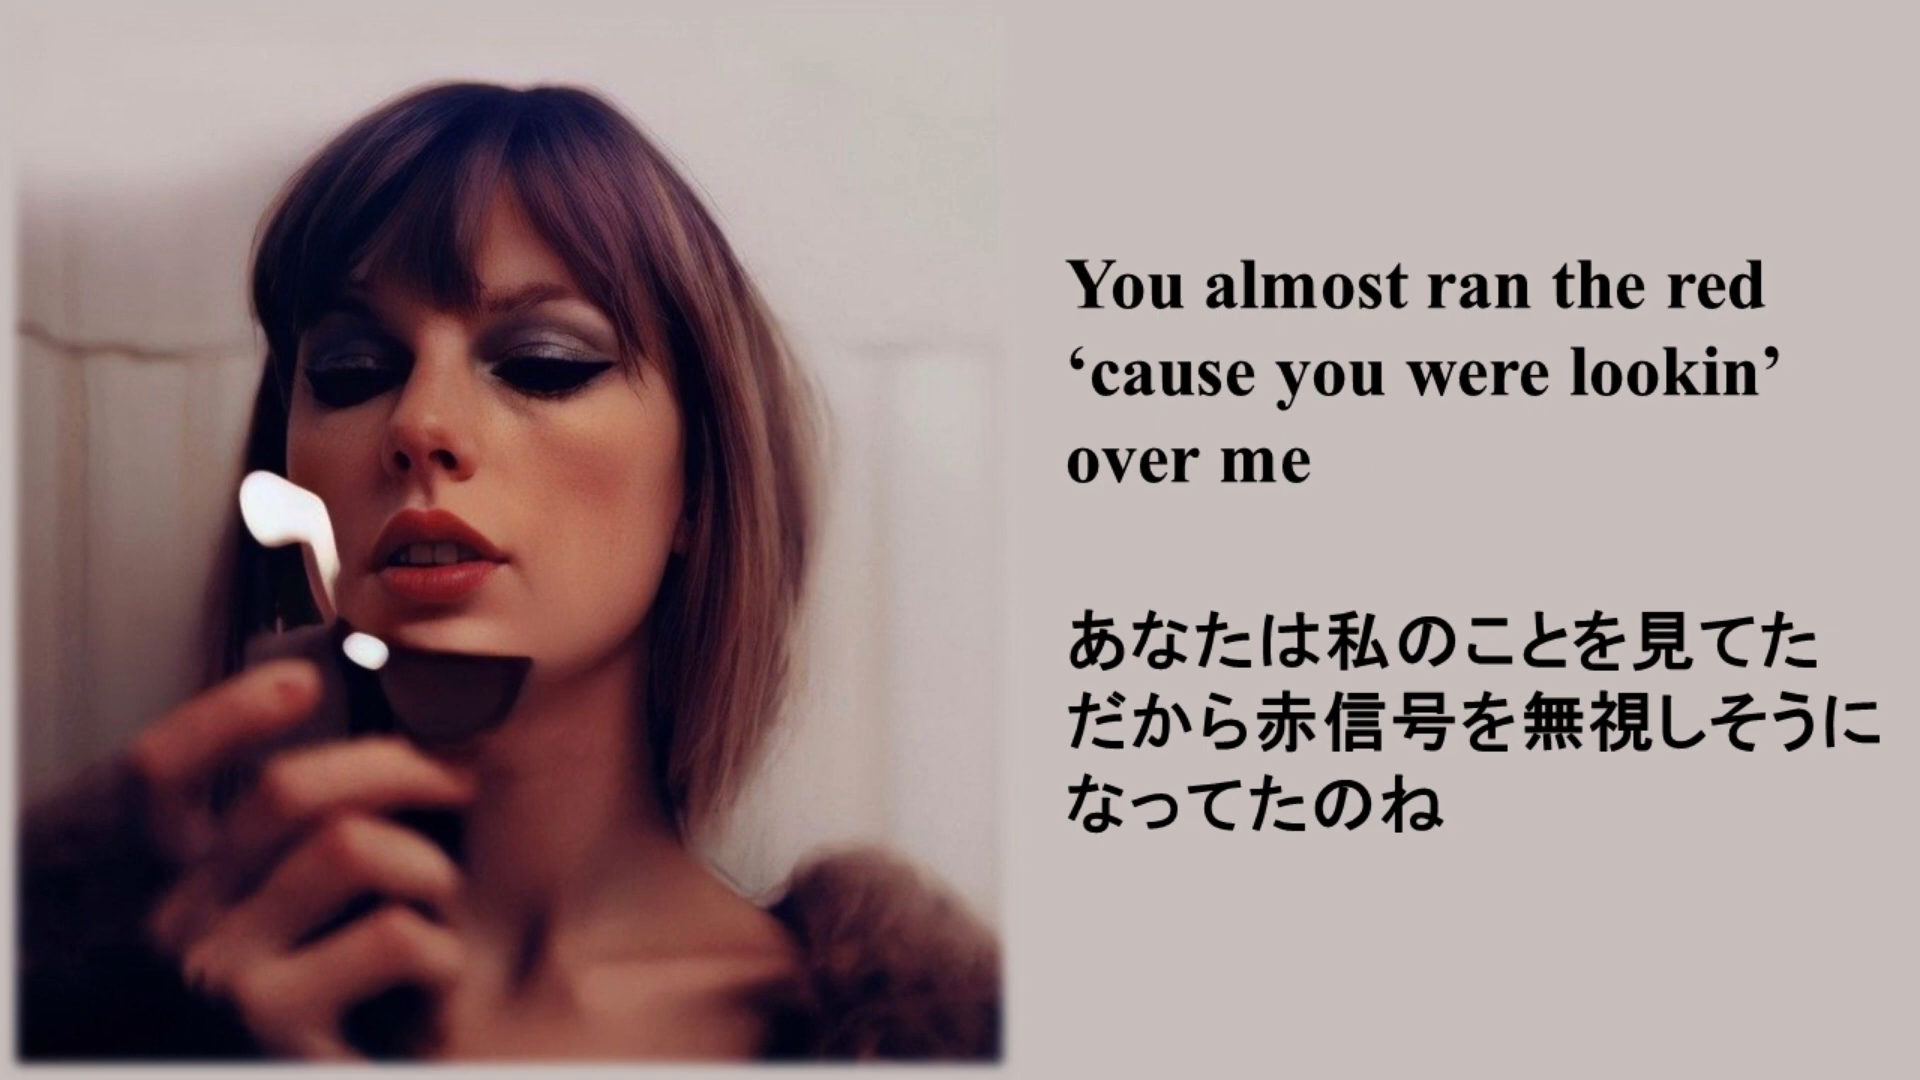 You almost ran the red
‘cause you were lookin’
over me
あなたは私のことを見てた
だから赤信号を無視しそうに
なってたのね